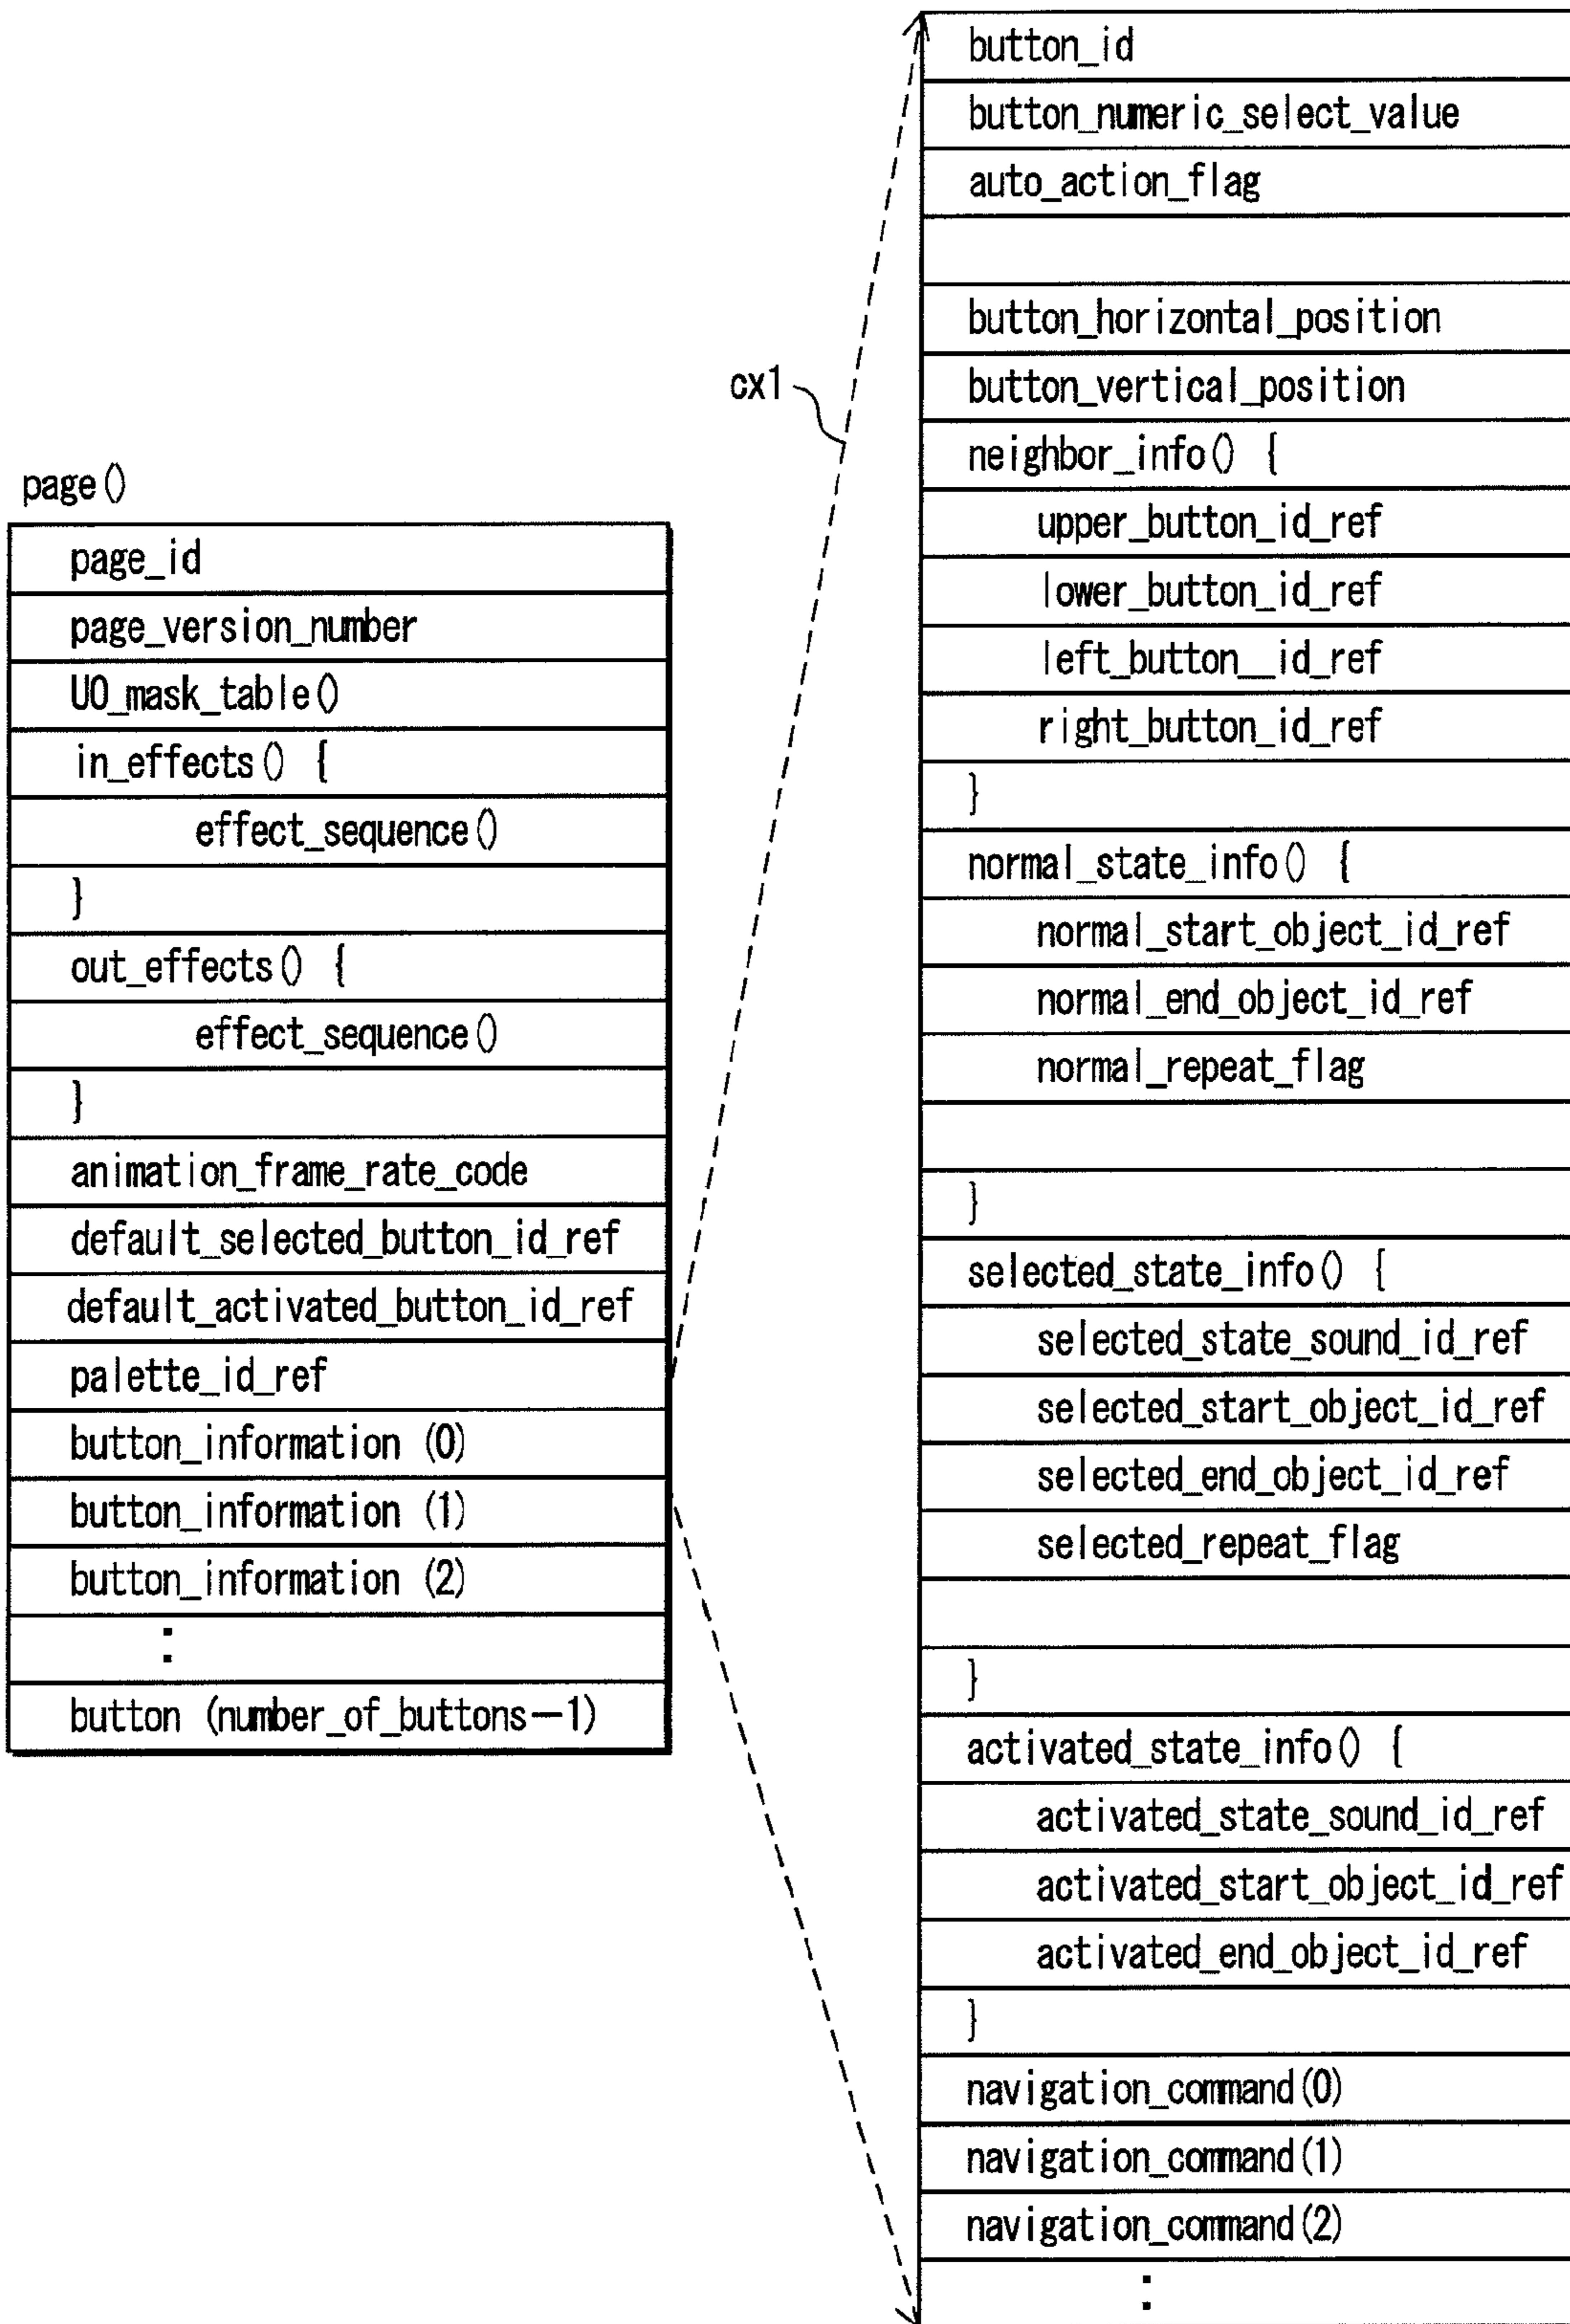 page()
page_id
page_version_number
UO_mask_table()
in_effects() {
effect_sequence()
}
out_effects() {
effect_sequence()
}
animation_frame_rate_code
default_selected_button_id_ref
default_activated_button_id_ref
palette_id_ref
button_information (0)
button_information (1)
button_information (2)
:
button (number_of_buttons—1)
cx1
button_id
button_numeric_select_value
auto_action_flag
button_horizontal_position
button_vertical_position
neighbor_info() {
upper_button_id_ref
lower_button_id_ref
left_button__id_ref
right_button_id_ref
}
normal_state_info() {
normal_start_object_id_ref
normal_end_object_id_ref
normal_repeat_flag
}
selected_state_info() {
selected_state_sound_id_ref
selected_start_object_id_ref
selected_end_object_id_ref
selected_repeat_flag
}
activated_state_info() {
activated_state_sound_id_ref
activated_start_object_id_ref
activated_end_object_id_ref
}
navigation_command(0)
navigation_command(1)
navigation_command(2)
: